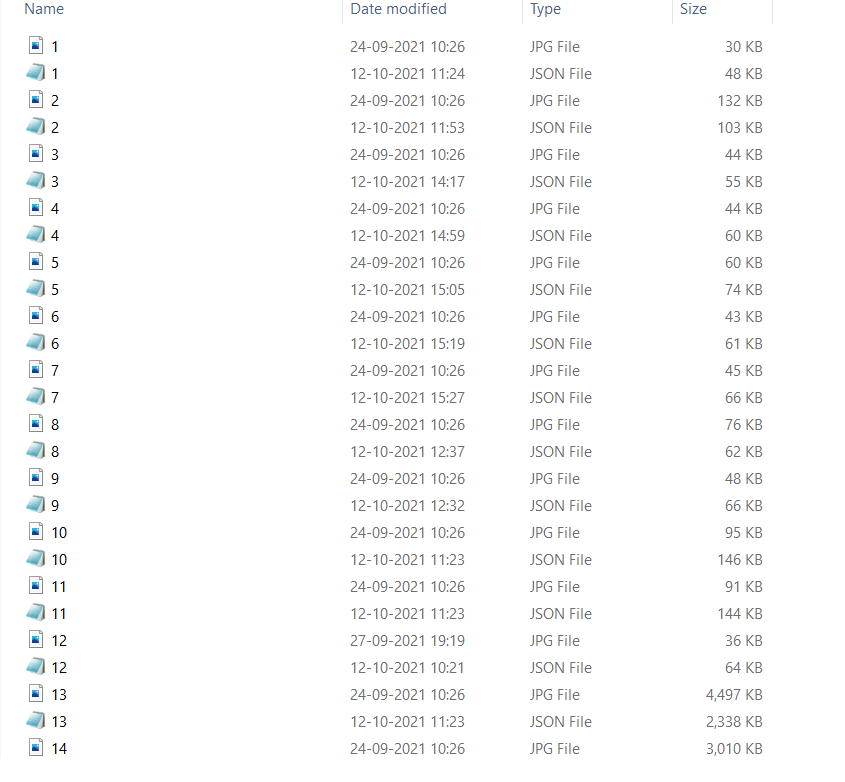 Name Date modified Type Size
1 24-09-2021 10:26 JPG File 30 KB
1 12-10-2021 11:24 JSON File 48 KB
2 24-09-2021 10:26 JPG File 132 KB
2 12-10-2021 11:53 JSON File 103 KB
3 24-09-2021 10:26 JPG File 44 KB
3 12-10-2021 14:17 JSON File 55 KB
4 24-09-2021 10:26 JPG File 44 KB
4 12-10-2021 14:59 JSON File 60 KB
5 24-09-2021 10:26 JPG File 60 KB
5 12-10-2021 15:05 JSON File 74 KB
6 24-09-2021 10:26 JPG File 43 KB
6 12-10-2021 15:19 JSON File 61 KB
7 24-09-2021 10:26 JPG File 45 KB
7 12-10-2021 15:27 JSON File 66 KB
8 24-09-2021 10:26 JPG File 76 KB
8 12-10-2021 12:37 JSON File 62 KB
9 24-09-2021 10:26 JPG File 48 KB
9 12-10-2021 12:32 JSON File 66 KB
10 24-09-2021 10:26 JPG File 95 KB
10 12-10-2021 11:23 JSON File 146 KB
11 24-09-2021 10:26 JPG File 91 KB
11 12-10-2021 11:23 JSON File 144 KB
12 27-09-2021 19:19 JPG File 36 KB
12 12-10-2021 10:21 JSON File 64 KB
13 24-09-2021 10:26 JPG File 4,497 KB
13 12-10-2021 11:23 JSON File 2,338 KB
14 24-09-2021 10:26 JPG File 3,010 KB